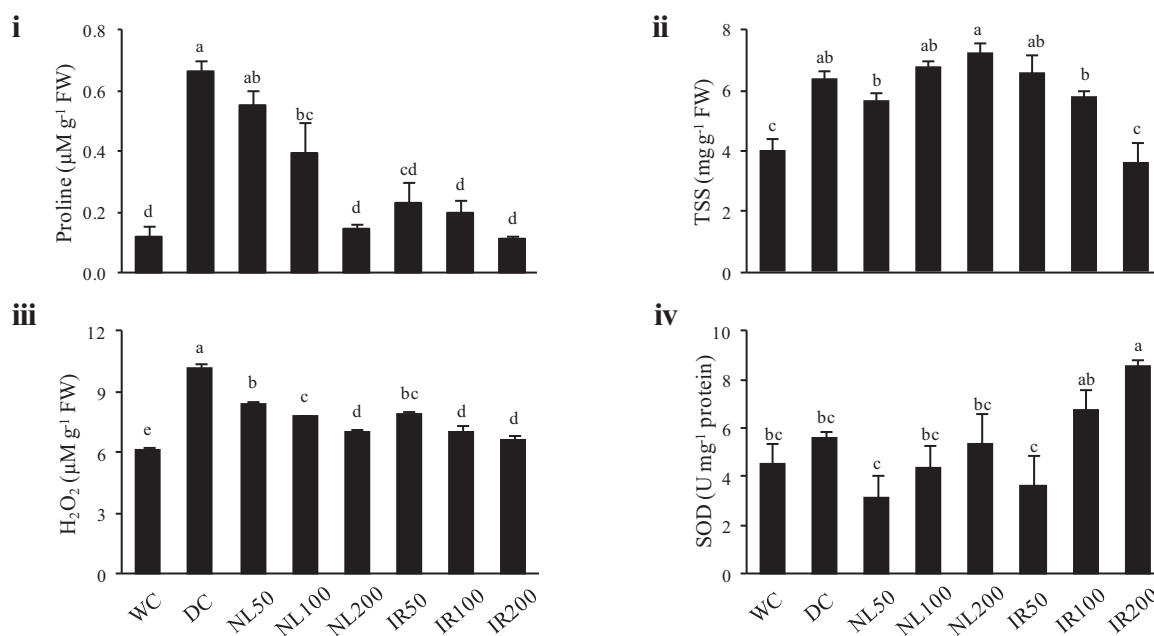 i
Proline (µM g⁻¹ FW)
0.8
0.6
0.4
0.2
0.0
d
a
ab
bc
d
cd
d
d
ii
TSS (mg g⁻¹ FW)
8
6
4
2
0
c
ab
b
ab
a
ab
b
c
iii
H₂O₂ (µM g⁻¹ FW)
12
9
6
3
0
e
a
b
c
d
bc
d
d
WC
DC
NL50
NL100
NL200
IR50
IR100
IR200
iv
SOD (U mg⁻¹ protein)
10
8
6
4
2
0
bc
bc
c
bc
bc
c
ab
a
WC
DC
NL50
NL100
NL200
IR50
IR100
IR200